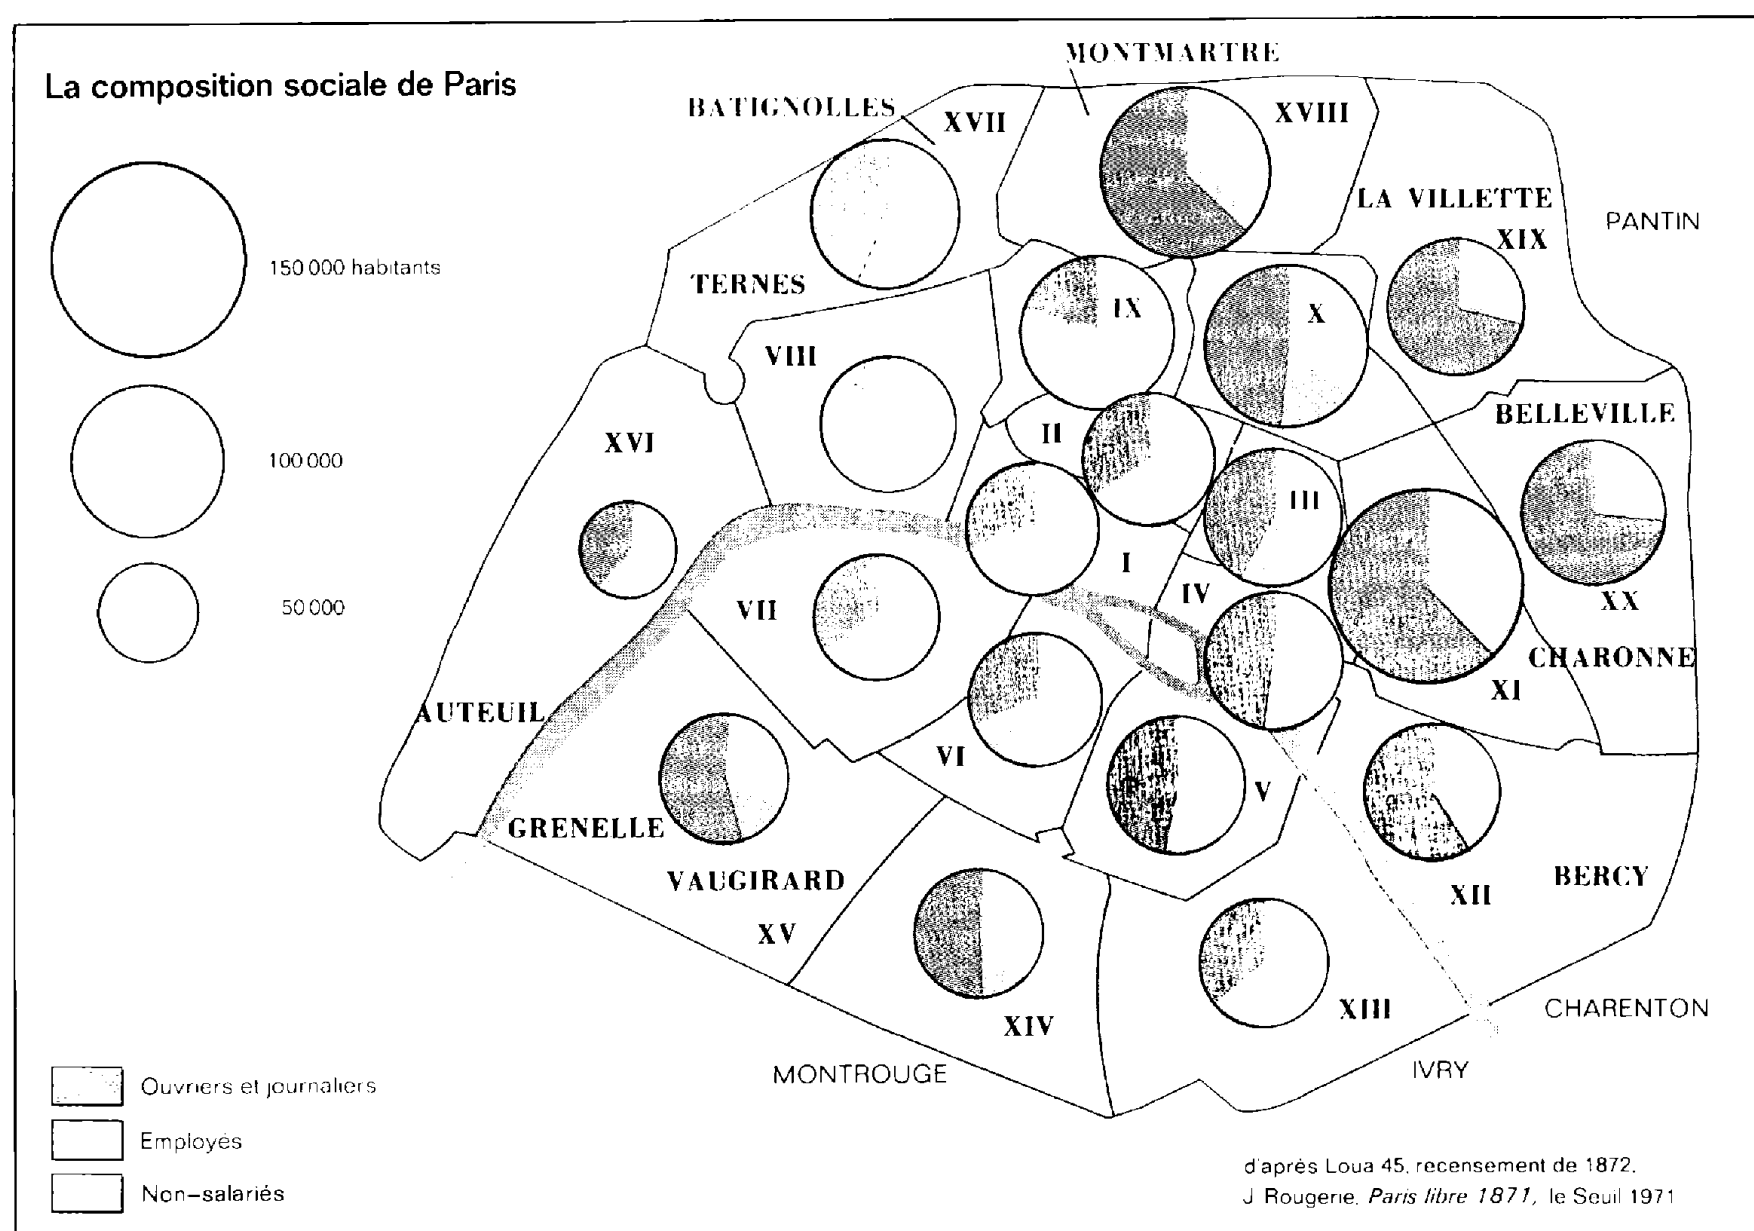 La composition sociale de Paris
150 000 habitants
100 000
50 000
MONTMARTRE
BATIGNOLLES
XVII
XVIII
LA VILLETTE
XIX
PANTIN
TERNES
IX
X
VIII
BELLEVILLE
XVI
II
III
I
IV
VII
XX
CHARONNE
XI
AUTEUIL
VI
V
GRENELLE
VAUGIRARD
XV
BERCY
XII
XIV
XIII
CHARENTON
MONTROUGE
IVRY
Ouvriers et journaliers
Employés
Non-salariés
d'après Loua 45, recensement de 1872,
J Rougerie, Paris libre 1871, le Seuil 1971